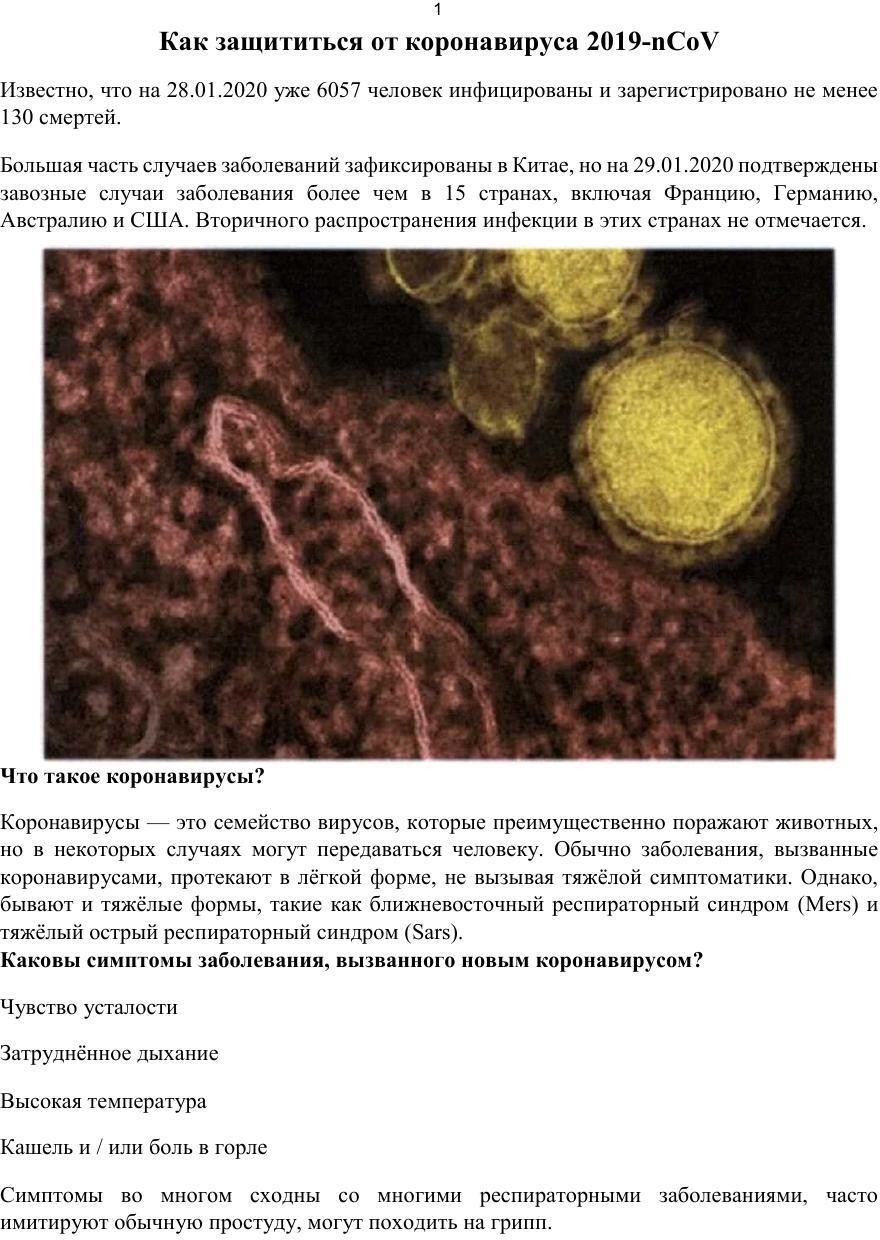 1
Как защититься от коронавируса 2019-nCoV
Известно, что на 28.01.2020 уже 6057 человек инфицированы и зарегистрировано не менее
130 смертей.
Большая часть случаев заболеваний зафиксированы в Китае, но на 29.01.2020 подтверждены
завозные случаи заболевания более чем в 15 странах, включая Францию, Германию,
Австралию и США. Вторичного распространения инфекции в этих странах не отмечается.
Что такое коронавирусы?
Коронавирусы — это семейство вирусов, которые преимущественно поражают животных,
но в некоторых случаях могут передаваться человеку. Обычно заболевания, вызванные
коронавирусами, протекают в лёгкой форме, не вызывая тяжёлой симптоматики. Однако,
бывают и тяжёлые формы, такие как ближневосточный респираторный синдром (Mers) и
тяжёлый острый респираторный синдром (Sars).
Каковы симптомы заболевания, вызванного новым коронавирусом?
Чувство усталости
Затруднённое дыхание
Высокая температура
Кашель и / или боль в горле
Симптомы во многом сходны со многими респираторными заболеваниями, часто
имитируют обычную простуду, могут походить на грипп.